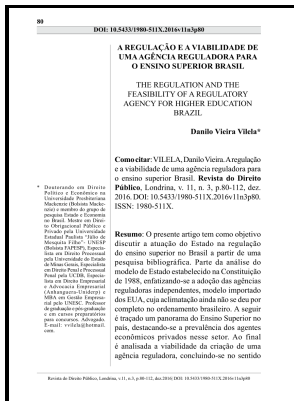 80
DOI: 10.5433/1980-511X.2016v11n3p80
A REGULAÇÃO E A VIABILIDADE DE
UMA AGÊNCIA REGULADORA PARA
O ENSINO SUPERIOR BRASIL
THE REGULATION AND THE
FEASIBILITY OF A REGULATORY
AGENCY FOR HIGHER EDUCATION
BRAZIL
Danilo Vieira Vilela*
Como citar: VILELA, Danilo Vieira. A regulação
e a viabilidade de uma agência reguladora para
o ensino superior Brasil. Revista do Direito
Público, Londrina, v. 11, n. 3, p.80-112, dez.
2016. DOI: 10.5433/1980-511X.2016v11n3p80.
ISSN: 1980-511X.
* Doutorando em Direito
Político e Econômico na
Universidade Presbiteriana
Mackenzie (Bolsista Macke-
nzie) e membro do grupo de
pesquisa Estado e Economia
no Brasil. Mestre em Direi-
to Obrigacional Público e
Privado pela Universidade
Estadual Paulista "Júlio de
Mesquita Filho"- UNESP
(Bolsista FAPESP), Especia-
lista em Direito Processual
pela Universidade do Estado
de Minas Gerais, Especialista
em Direito Penal e Processual
Penal pela UCDB, Especia-
lista em Direito Empresarial
e Advocacia Empresarial
(Anhanguera-Uniderp) e
MBA em Gestão Empresa-
rial pelo UNESC. Professor
de graduação e pós-graduação
e em cursos preparatórios
para concursos Advogado.
E-mail: vvilels@hotmail.
com.
Resumo: O presente artigo tem como objetivo
discutir a atuação do Estado na regulação
do ensino superior no Brasil a partir de uma
pesquisa bibliográfica. Parte da análise do
modelo de Estado estabelecido na Constituição
de 1988, enfatizando-se a adoção das agências
reguladoras independentes, modelo importado
dos EUA, cuja aclimatação ainda não se deu por
completo no ordenamento brasileiro. A seguir
é traçado um panorama do Ensino Superior no
país, destacando-se a prevalência dos agentes
econômicos privados nesse setor. Ao final
é analisada a viabilidade da criação de uma
agência reguladora, concluindo-se no sentido
Revista do Direito Público, Londrina, v.11, n.3, p.80-112, dez/2016| DOI: 10.5433/1980-511X.2016v11n3p80